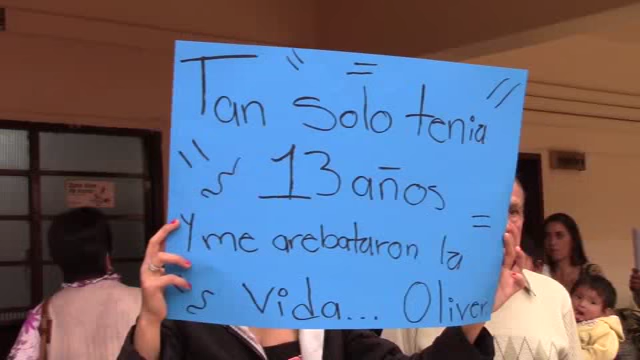 Tan solo tenia
13 años
Y me arebataron la
Vida... Oliver